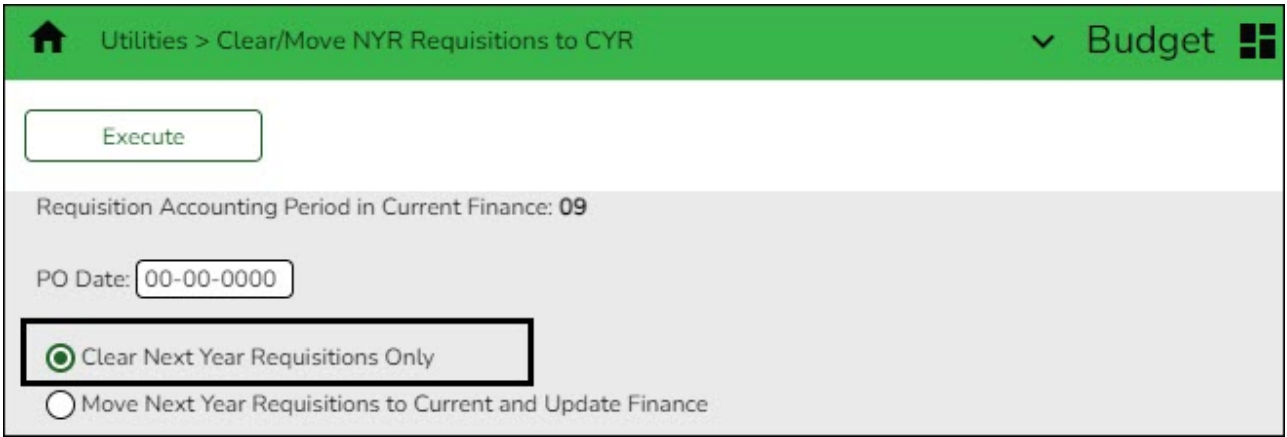 Utilities > Clear/Move NYR Requisitions to CYR
Budget
Execute
Requisition Accounting Period in Current Finance: 09
PO Date: 00-00-0000
Clear Next Year Requisitions Only
Move Next Year Requisitions to Current and Update Finance